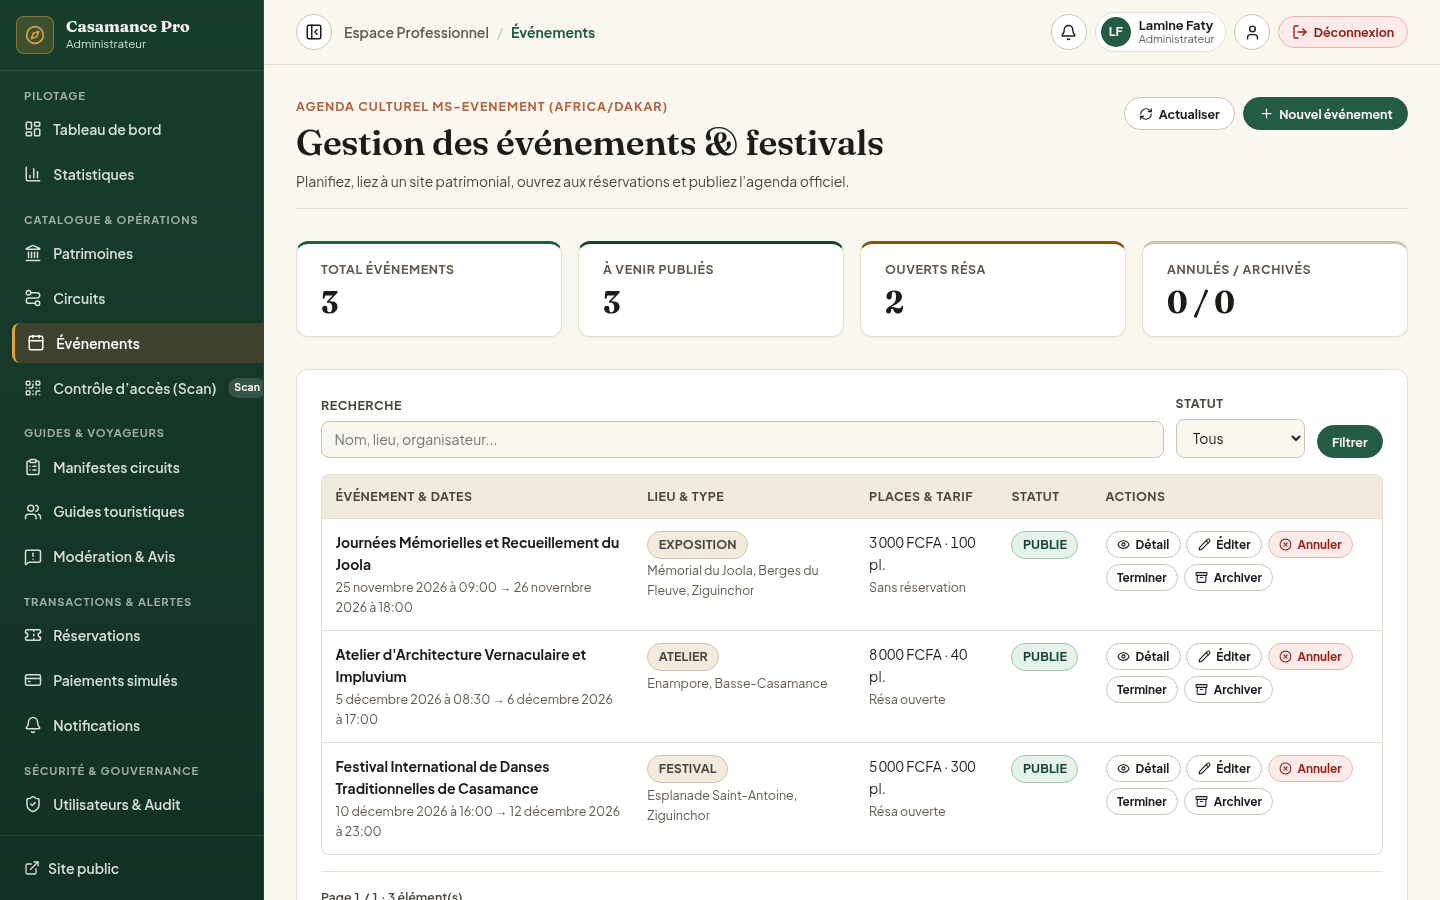 Casamance Pro
Administrateur
PILOTAGE
Tableau de bord
Statistiques
CATALOGUE & OPÉRATIONS
Patrimoines
Circuits
Événements
Contrôle d’accès (Scan)
Scan
GUIDES & VOYAGEURS
Manifestes circuits
Guides touristiques
Modération & Avis
TRANSACTIONS & ALERTES
Réservations
Paiements simulés
Notifications
SÉCURITÉ & GOUVERNANCE
Utilisateurs & Audit
Site public
Espace Professionnel / Événements
LF
Lamine Faty
Administrateur
Déconnexion
AGENDA CULTUREL MS-EVENEMENT (AFRICA/DAKAR)
Gestion des événements & festivals
Planifiez, liez à un site patrimonial, ouvrez aux réservations et publiez l’agenda officiel.
Actualiser
Nouvel événement
TOTAL ÉVÉNEMENTS
3
À VENIR PUBLIÉS
3
OUVERTS RÉSA
2
ANNULÉS / ARCHIVÉS
0 / 0
RECHERCHE
Nom, lieu, organisateur...
STATUT
Tous
Filtrer
ÉVÉNEMENT & DATES LIEU & TYPE PLACES & TARIF STATUT ACTIONS
Journées Mémorielles et Recueillement du
Joola
25 novembre 2026 à 09:00 → 26 novembre
2026 à 18:00
EXPOSITION
Mémorial du Joola, Berges du
Fleuve, Ziguinchor
3 000 FCFA · 100
pl.
Sans réservation
PUBLIE
Détail Éditer Annuler
Terminer Archiver
Atelier d'Architecture Vernaculaire et
Impluvium
5 décembre 2026 à 08:30 → 6 décembre 2026
à 17:00
ATELIER
Enampore, Basse-Casamance
8 000 FCFA · 40
pl.
Résa ouverte
PUBLIE
Détail Éditer Annuler
Terminer Archiver
Festival International de Danses
Traditionnelles de Casamance
10 décembre 2026 à 16:00 → 12 décembre 2026
à 23:00
FESTIVAL
Esplanade Saint-Antoine,
Ziguinchor
5 000 FCFA · 300
pl.
Résa ouverte
PUBLIE
Détail Éditer Annuler
Terminer Archiver
Page 1 / 1 · 3 élément(s)